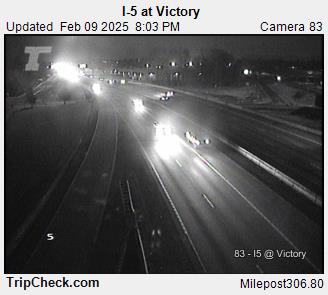 I-5 at Victory
Updated  Feb 09 2025  8:03 PM
Camera 83
T
S
83 - I5 @ Victory
TripCheck.com
Milepost306.80